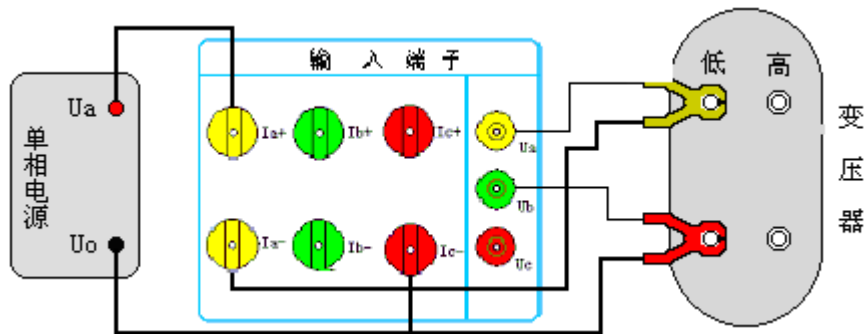 输 入 端 子
单相电源
Ua
Uo
Ia+
Ib+
Ic+
Ia-
Ib-
Ic-
Ua
Ub
Uc
低 高
变压器